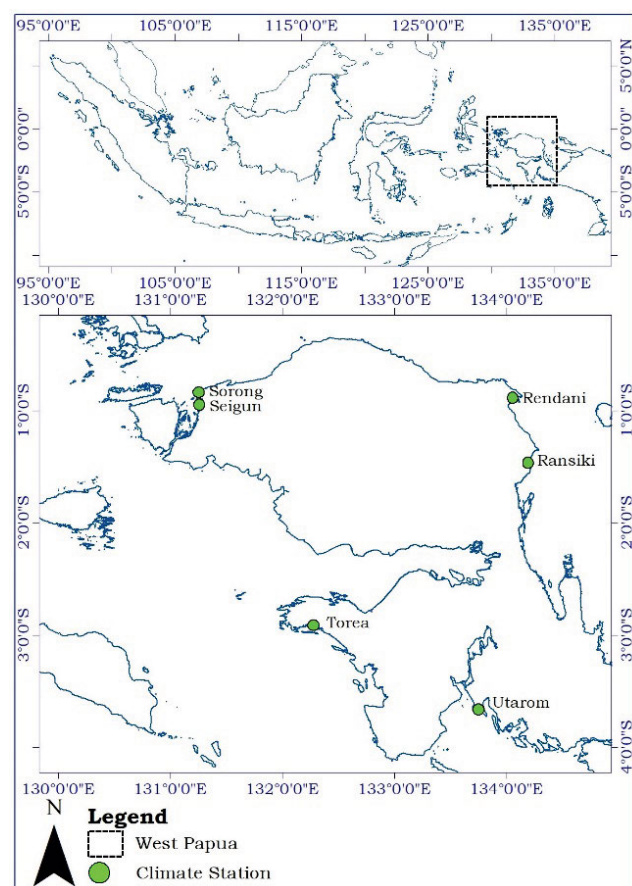 95°0'0"E 105°0'0"E 115°0'0"E 125°0'0"E 135°0'0"E
5°0'0"N
0°0'0"
5°0'0"S
5°0'0"N
0°0'0"
5°0'0"S
95°0'0"E 105°0'0"E 115°0'0"E 125°0'0"E 135°0'0"E
130°0'0"E 131°0'0"E 132°0'0"E 133°0'0"E 134°0'0"E
Sorong
Seigun
Rendani
Ransiki
Torea
Utarom
1°0'0"S
2°0'0"S
3°0'0"S
4°0'0"S
1°0'0"S
2°0'0"S
3°0'0"S
4°0'0"S
130°0'0"E 131°0'0"E 132°0'0"E 133°0'0"E 134°0'0"E
N
Legend
West Papua
Climate Station